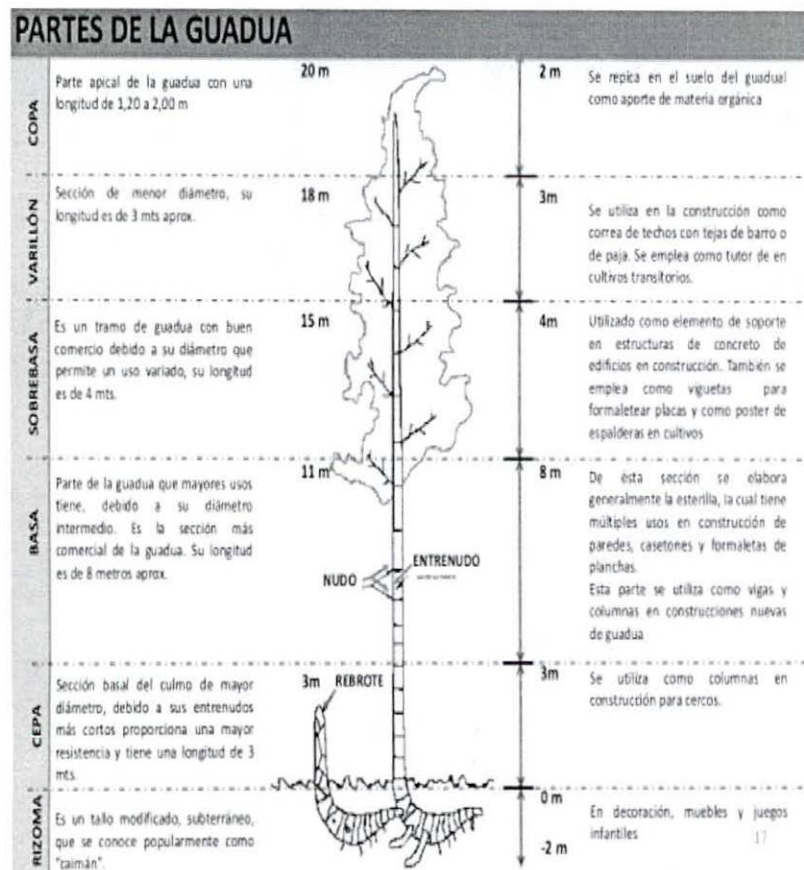 PARTES DE LA GUADUA
COPA
Parte apical de la guadua con una
longitud de 1,20 a 2,00 m
20 m
2 m
Se repica en el suelo del guadual
como aporte de materia orgánica
VARILLÓN
Sección de menor diámetro, su
longitud es de 3 mts aprox.
18 m
3m
Se utiliza en la construcción como
correa de techos con tejas de barro o
de paja. Se emplea como tutor de en
cultivos transitorios.
SOBREBASA
Es un tramo de guadua con buen
comercio debido a su diámetro que
permite un uso variado, su longitud
es de 4 mts.
15 m
4m
Utilizado como elemento de soporte
en estructuras de concreto de
edificios en construcción. También se
emplea como viguetas para
formaletear placas y como poster de
espalderas en cultivos
BASA
Parte de la guadua que mayores usos
tiene, debido a su diámetro
intermedio. Es la sección más
comercial de la guadua. Su longitud
es de 8 metros aprox.
11 m
NUDO
ENTRENUDO
8 m
De ésta sección se elabora
generalmente la esterilla, la cual tiene
múltiples usos en construcción de
paredes, casetones y formaletas de
planchas.
Esta parte se utiliza como vigas y
columnas en construcciones nuevas
de guadua
CEPA
Sección basal del culmo de mayor
diámetro, debido a sus entrenudos
más cortos proporciona una mayor
resistencia y tiene una longitud de 3
mts.
3m REBROTE
3m
Se utiliza como columnas en
construcción para cercos.
RIZOMA
Es un tallo modificado, subterráneo,
que se conoce popularmente como
"caimán".
0 m
-2 m
En decoración, muebles y juegos
infantiles
17